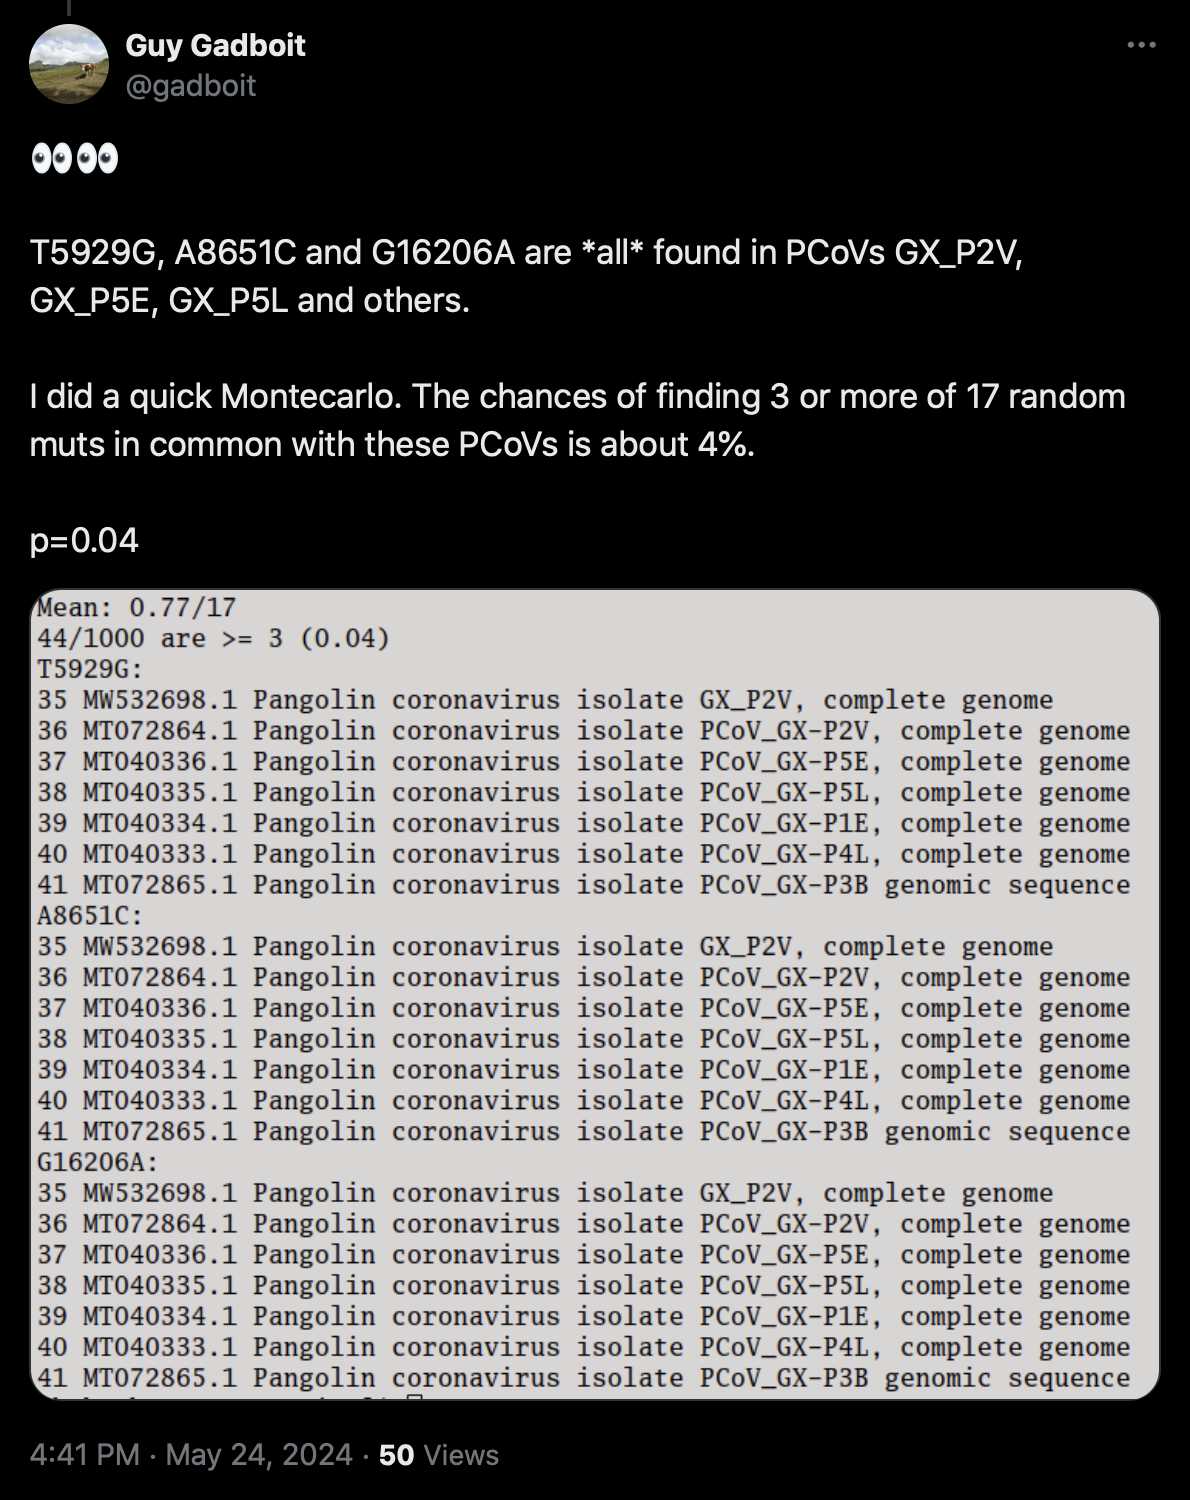 Guy Gadboit
@gadboit
👀👀
T5929G, A8651C and G16206A are *all* found in PCoVs GX_P2V,
GX_P5E, GX_P5L and others.
I did a quick Montecarlo. The chances of finding 3 or more of 17 random
muts in common with these PCoVs is about 4%.
p=0.04
Mean: 0.77/17
44/1000 are >= 3 (0.04)
T5929G:
35 MW532698.1 Pangolin coronavirus isolate GX_P2V, complete genome
36 MT072864.1 Pangolin coronavirus isolate PCoV_GX-P2V, complete genome
37 MT040336.1 Pangolin coronavirus isolate PCoV_GX-P5E, complete genome
38 MT040335.1 Pangolin coronavirus isolate PCoV_GX-P5L, complete genome
39 MT040334.1 Pangolin coronavirus isolate PCoV_GX-P1E, complete genome
40 MT040333.1 Pangolin coronavirus isolate PCoV_GX-P4L, complete genome
41 MT072865.1 Pangolin coronavirus isolate PCoV_GX-P3B genomic sequence
A8651C:
35 MW532698.1 Pangolin coronavirus isolate GX_P2V, complete genome
36 MT072864.1 Pangolin coronavirus isolate PCoV_GX-P2V, complete genome
37 MT040336.1 Pangolin coronavirus isolate PCoV_GX-P5E, complete genome
38 MT040335.1 Pangolin coronavirus isolate PCoV_GX-P5L, complete genome
39 MT040334.1 Pangolin coronavirus isolate PCoV_GX-P1E, complete genome
40 MT040333.1 Pangolin coronavirus isolate PCoV_GX-P4L, complete genome
41 MT072865.1 Pangolin coronavirus isolate PCoV_GX-P3B genomic sequence
G16206A:
35 MW532698.1 Pangolin coronavirus isolate GX_P2V, complete genome
36 MT072864.1 Pangolin coronavirus isolate PCoV_GX-P2V, complete genome
37 MT040336.1 Pangolin coronavirus isolate PCoV_GX-P5E, complete genome
38 MT040335.1 Pangolin coronavirus isolate PCoV_GX-P5L, complete genome
39 MT040334.1 Pangolin coronavirus isolate PCoV_GX-P1E, complete genome
40 MT040333.1 Pangolin coronavirus isolate PCoV_GX-P4L, complete genome
41 MT072865.1 Pangolin coronavirus isolate PCoV_GX-P3B genomic sequence
4:41 PM · May 24, 2024 · 50 Views